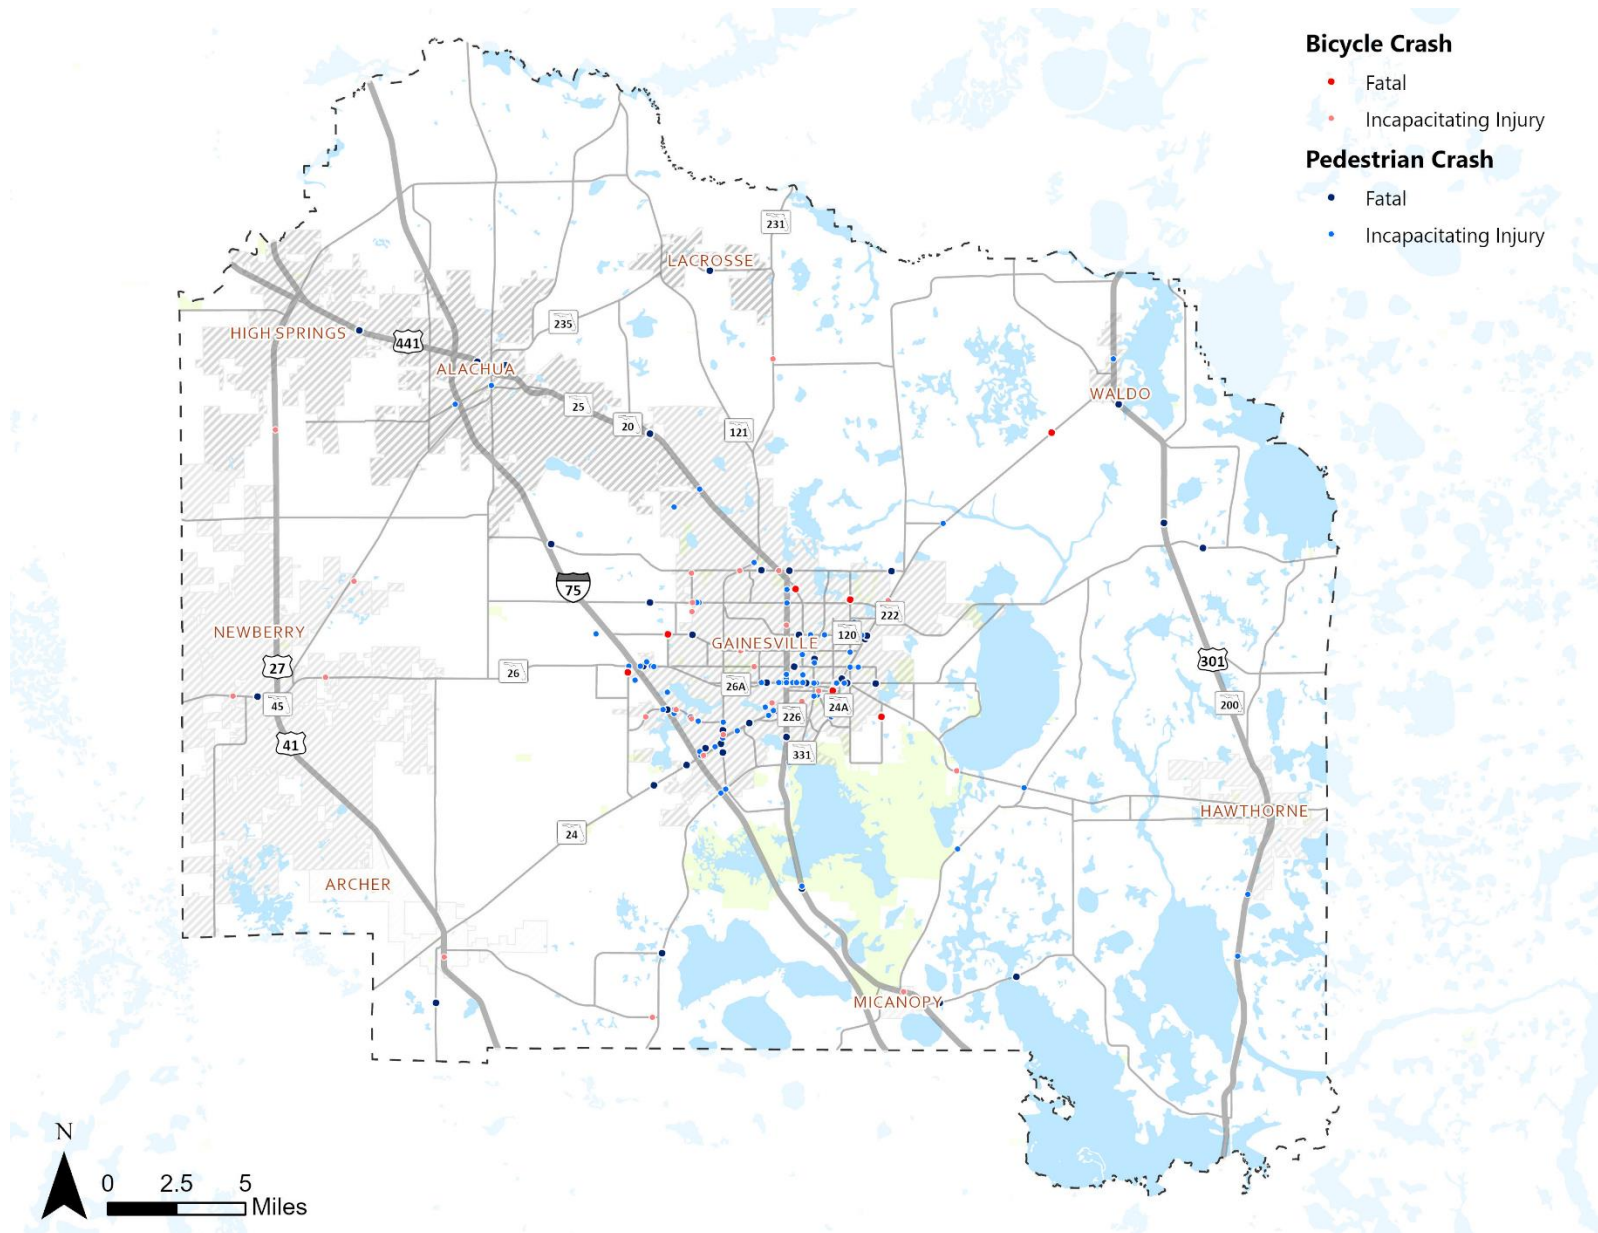 Bicycle Crash
Fatal
Incapacitating Injury
Pedestrian Crash
Fatal
Incapacitating Injury
231
LACROSSE
235
HIGH SPRINGS
441
ALACHUA
WALDO
25
20
121
75
222
NEWBERRY
GAINESVILLE
120
27
26
301
26A
45
24A
200
226
41
331
HAWTHORNE
24
ARCHER
MICANOPY
N
0 2.5 5
Miles